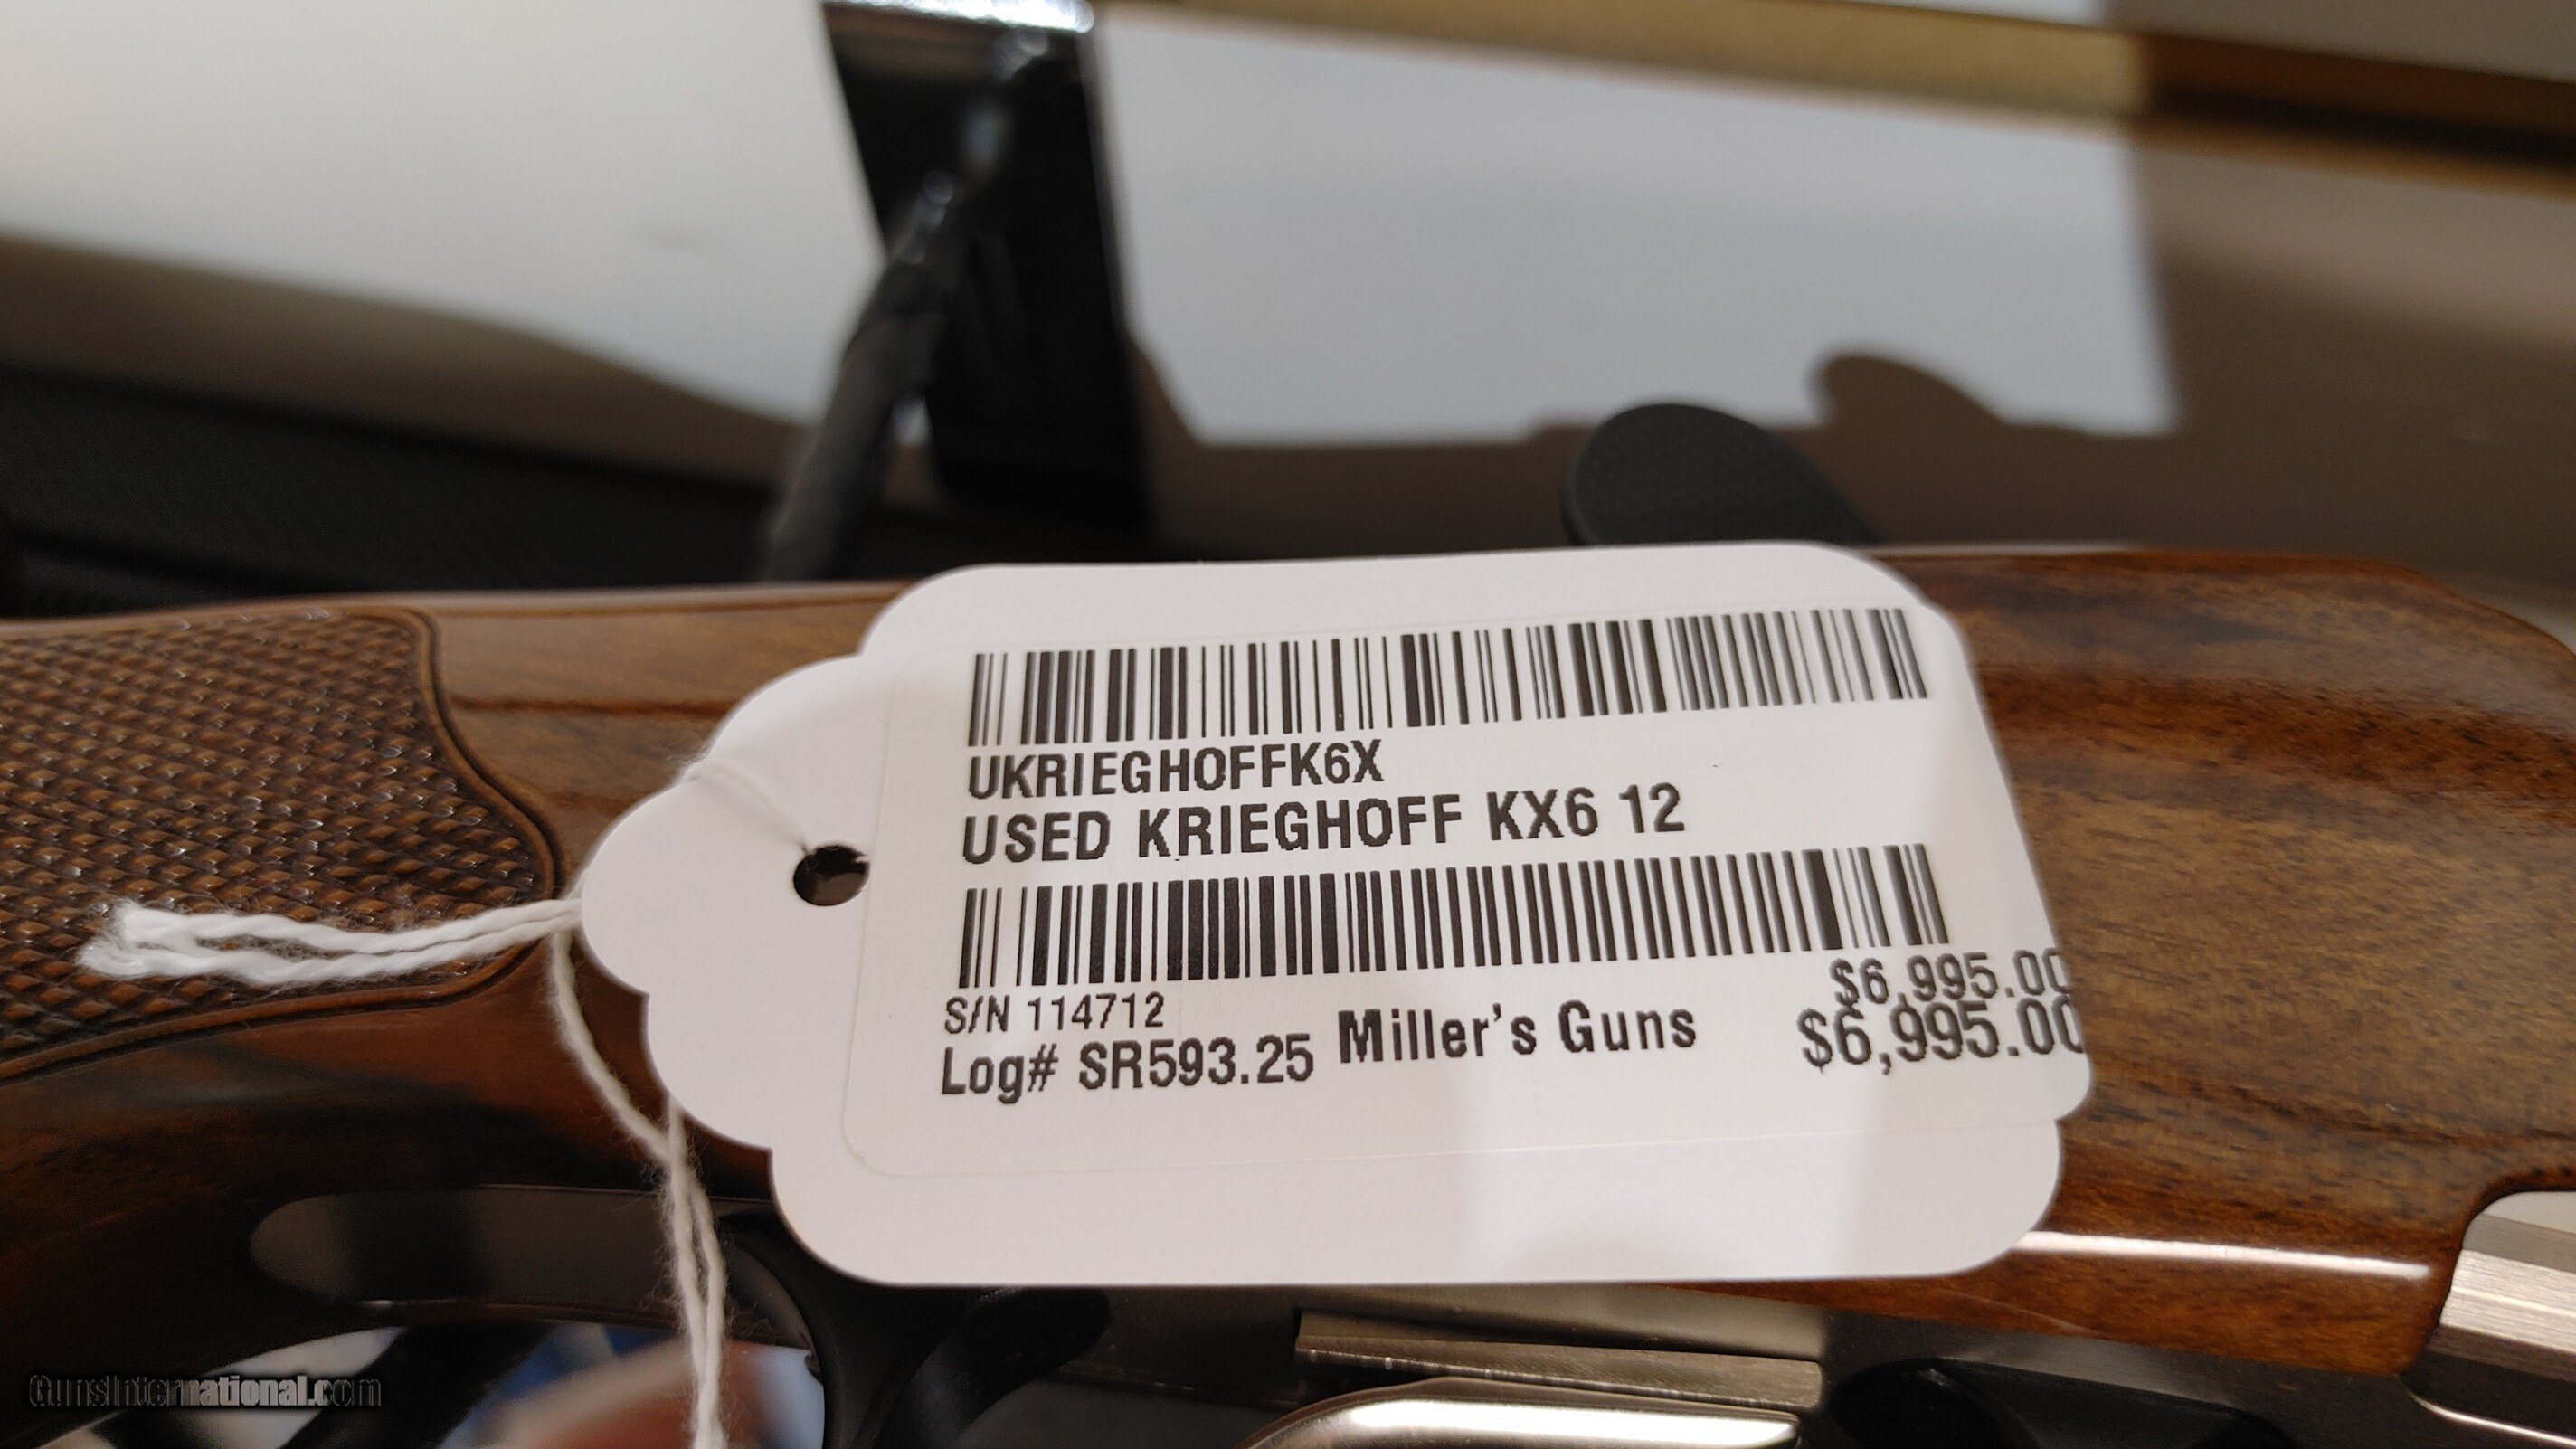 UKRIEGHOFFK6X
USED KRIEGHOFF KX6 12
$6,995.00
S/N 114712
Log# SR593.25 Miller's Guns $6,995.00
GunsInternational.com